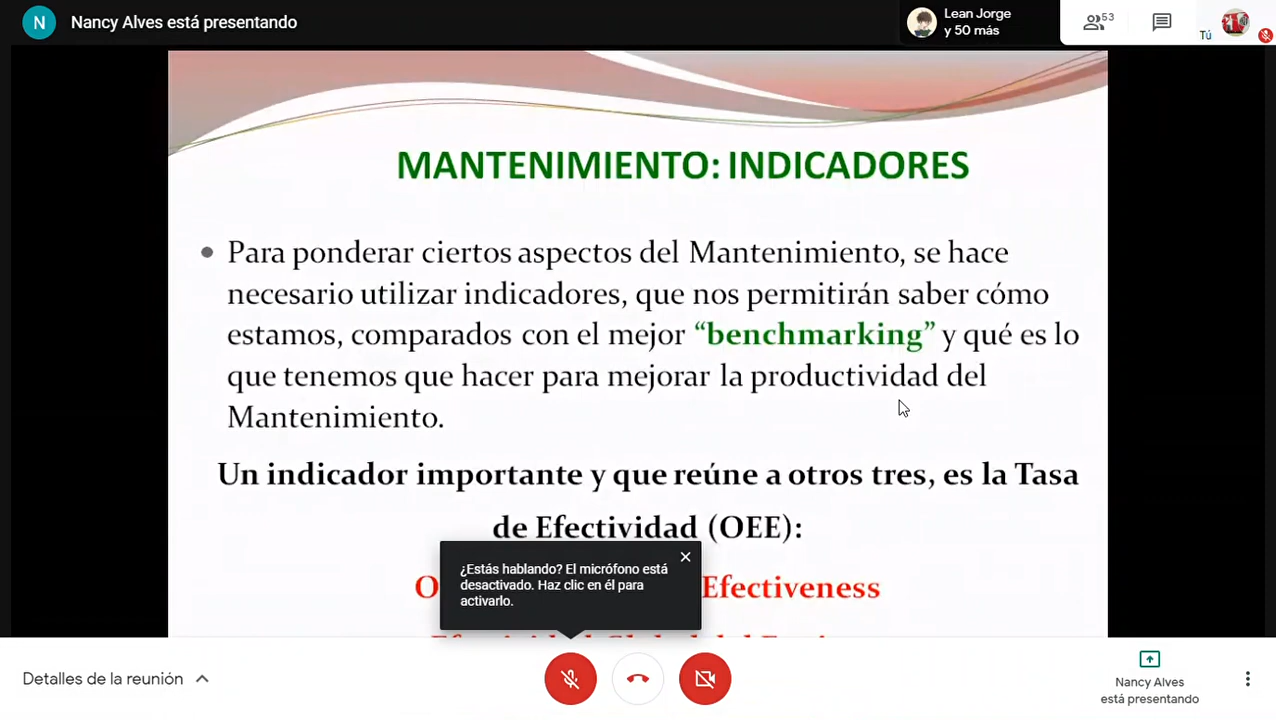 N Nancy Alves está presentando
Lean Jorge
y 50 más
53
Tú
MANTENIMIENTO: INDICADORES
Para ponderar ciertos aspectos del Mantenimiento, se hace
necesario utilizar indicadores, que nos permitirán saber cómo
estamos, comparados con el mejor “benchmarking” y qué es lo
que tenemos que hacer para mejorar la productividad del
Mantenimiento.
Un indicador importante y que reúne a otros tres, es la Tasa
de Efectividad (OEE):
Effectiveness
¿Estás hablando? El micrófono está
desactivado. Haz clic en él para
activarlo.
Detalles de la reunión
Nancy Alves
está presentando